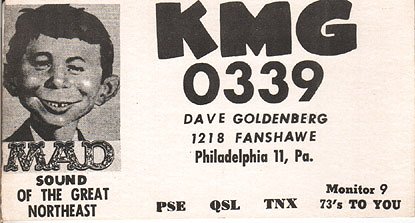 MAD
SOUND
OF THE GREAT
NORTHEAST
KMG
0339
DAVE GOLDENBERG
1218 FANSHAWE
Philadelphia 11, Pa.
Monitor 9
PSE QSL TNX 73's TO YOU